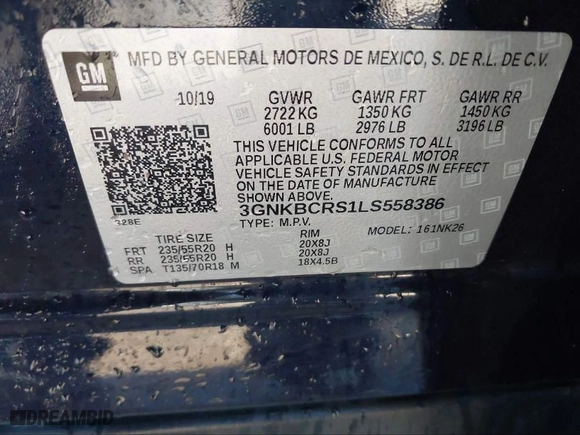 GM
MFD BY GENERAL MOTORS DE MEXICO, S. DE R.L. DE C.V.
10/19 GVWR GAWR FRT GAWR RR
2722 KG 1350 KG 1450 KG
6001 LB 2976 LB 3196 LB
THIS VEHICLE CONFORMS TO ALL
APPLICABLE U.S. FEDERAL MOTOR
VEHICLE SAFETY STANDARDS IN EFFECT
ON THE DATE OF MANUFACTURE
SHOWN ABOVE.
328E 3GNKBCRS1LS558386
TYPE: M.P.V. MODEL: 161NK26
TIRE SIZE RIM
FRT 235/55R20 H 20X8J
RR 235/55R20 H 20X8J
SPA T135/70R18 M 18X4.5B
DREAMBID